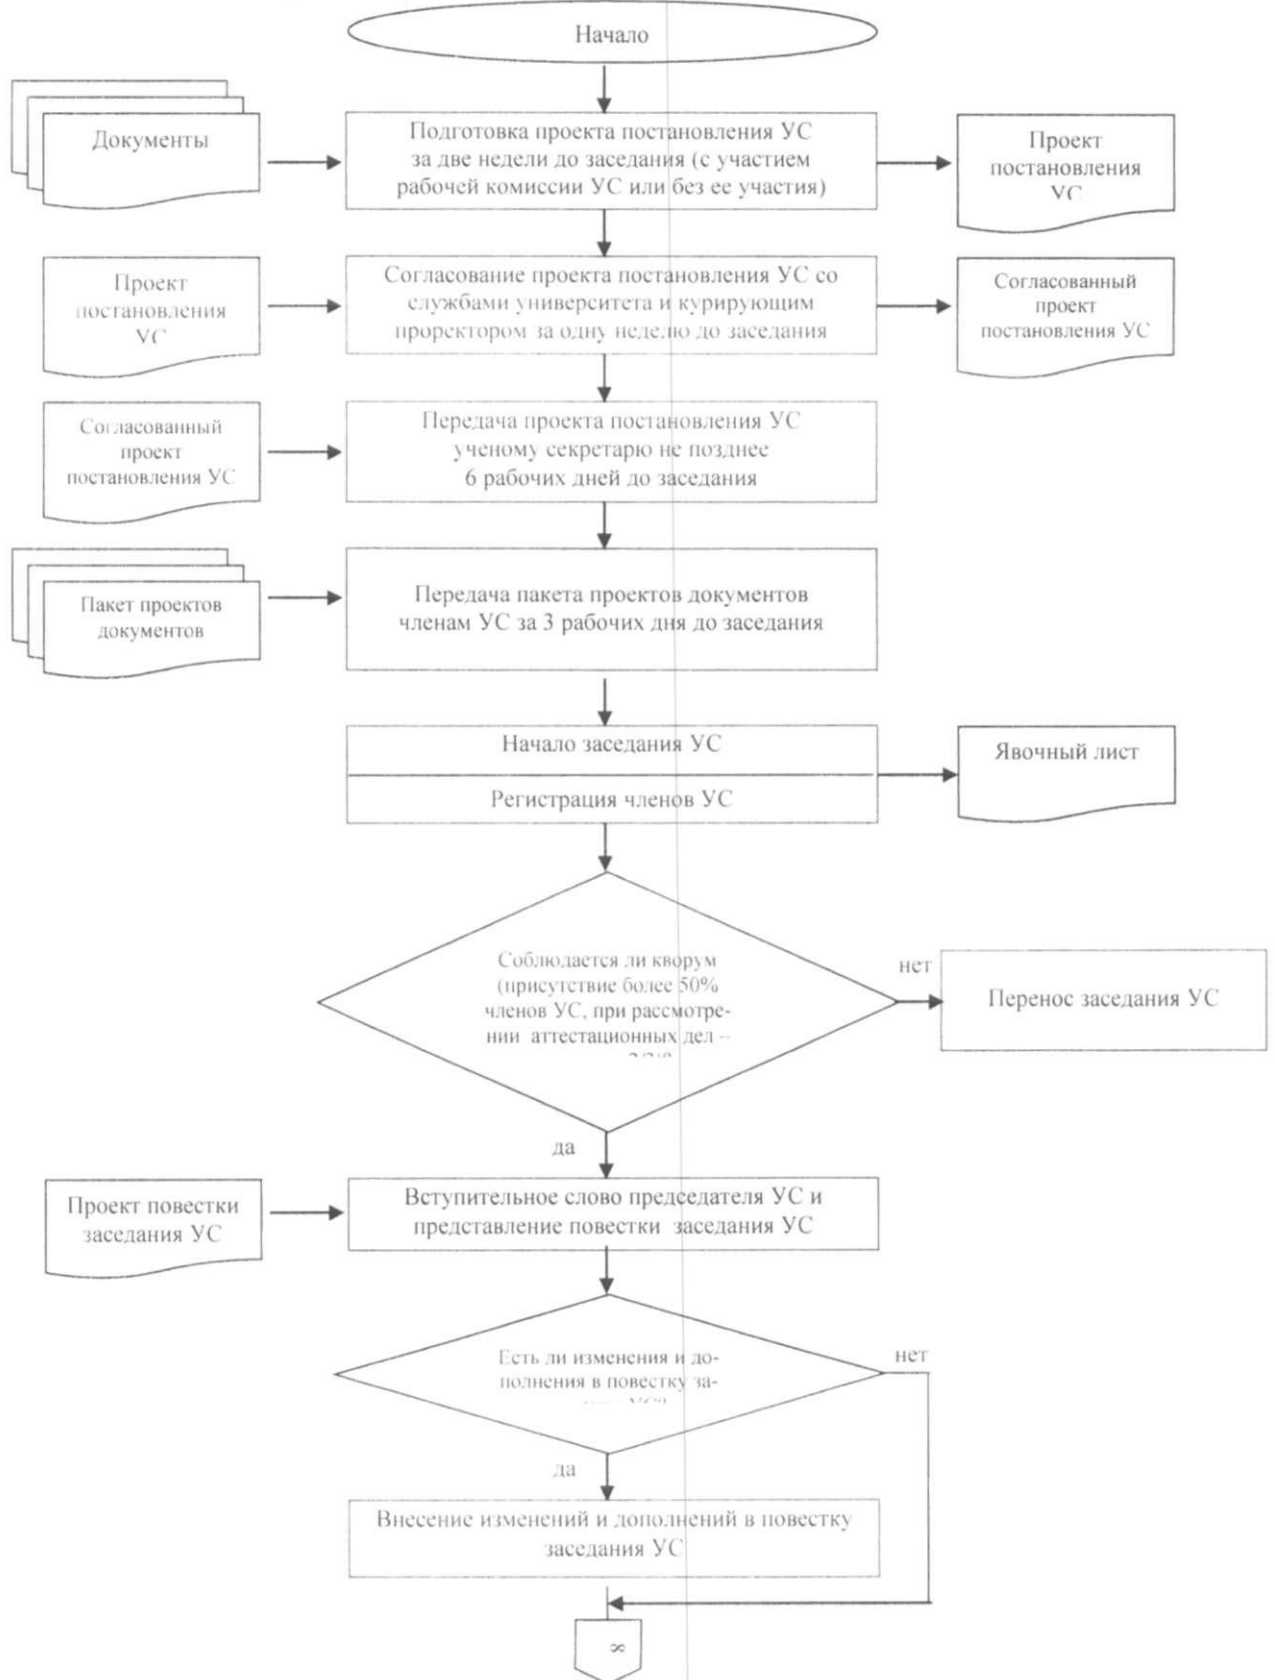 Начало
Документы
Подготовка проекта постановления УС
за две недели до заседания (с участием
рабочей комиссии УС или без ее участия)
Проект
постановления
УС
Проект
постановления
УС
Согласование проекта постановления УС со
службами университета и курирующим
проректором за одну неделю до заседания
Согласованный
проект
постановления УС
Согласованный
проект
постановления УС
Передача проекта постановления УС
ученому секретарю не позднее
6 рабочих дней до заседания
Пакет проектов
документов
Передача пакета проектов документов
членам УС за 3 рабочих дня до заседания
Начало заседания УС
Регистрация членов УС
Явочный лист
Соблюдается ли кворум
(присутствие более 50%
членов УС, при рассмотре-
нии аттестационных дел –
нет
Перенос заседания УС
да
Проект повестки
заседания УС
Вступительное слово председателя УС и
представление повестки заседания УС
Есть ли изменения и до-
полнения в повестку за-
нет
да
Внесение изменений и дополнений в повестку
заседания УС